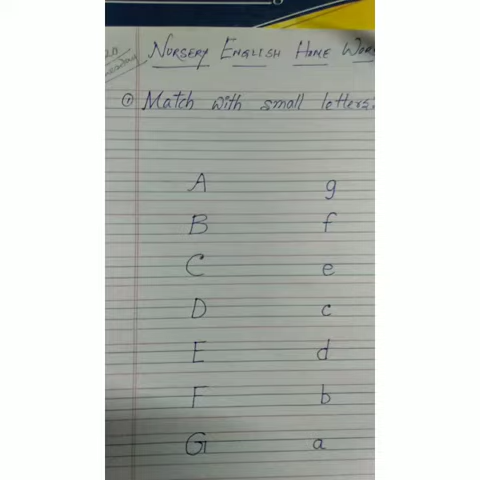 NURSERY ENGLISH HOME WORK
① Match with small letters.
A g
B f
C e
D c
E d
F b
G a